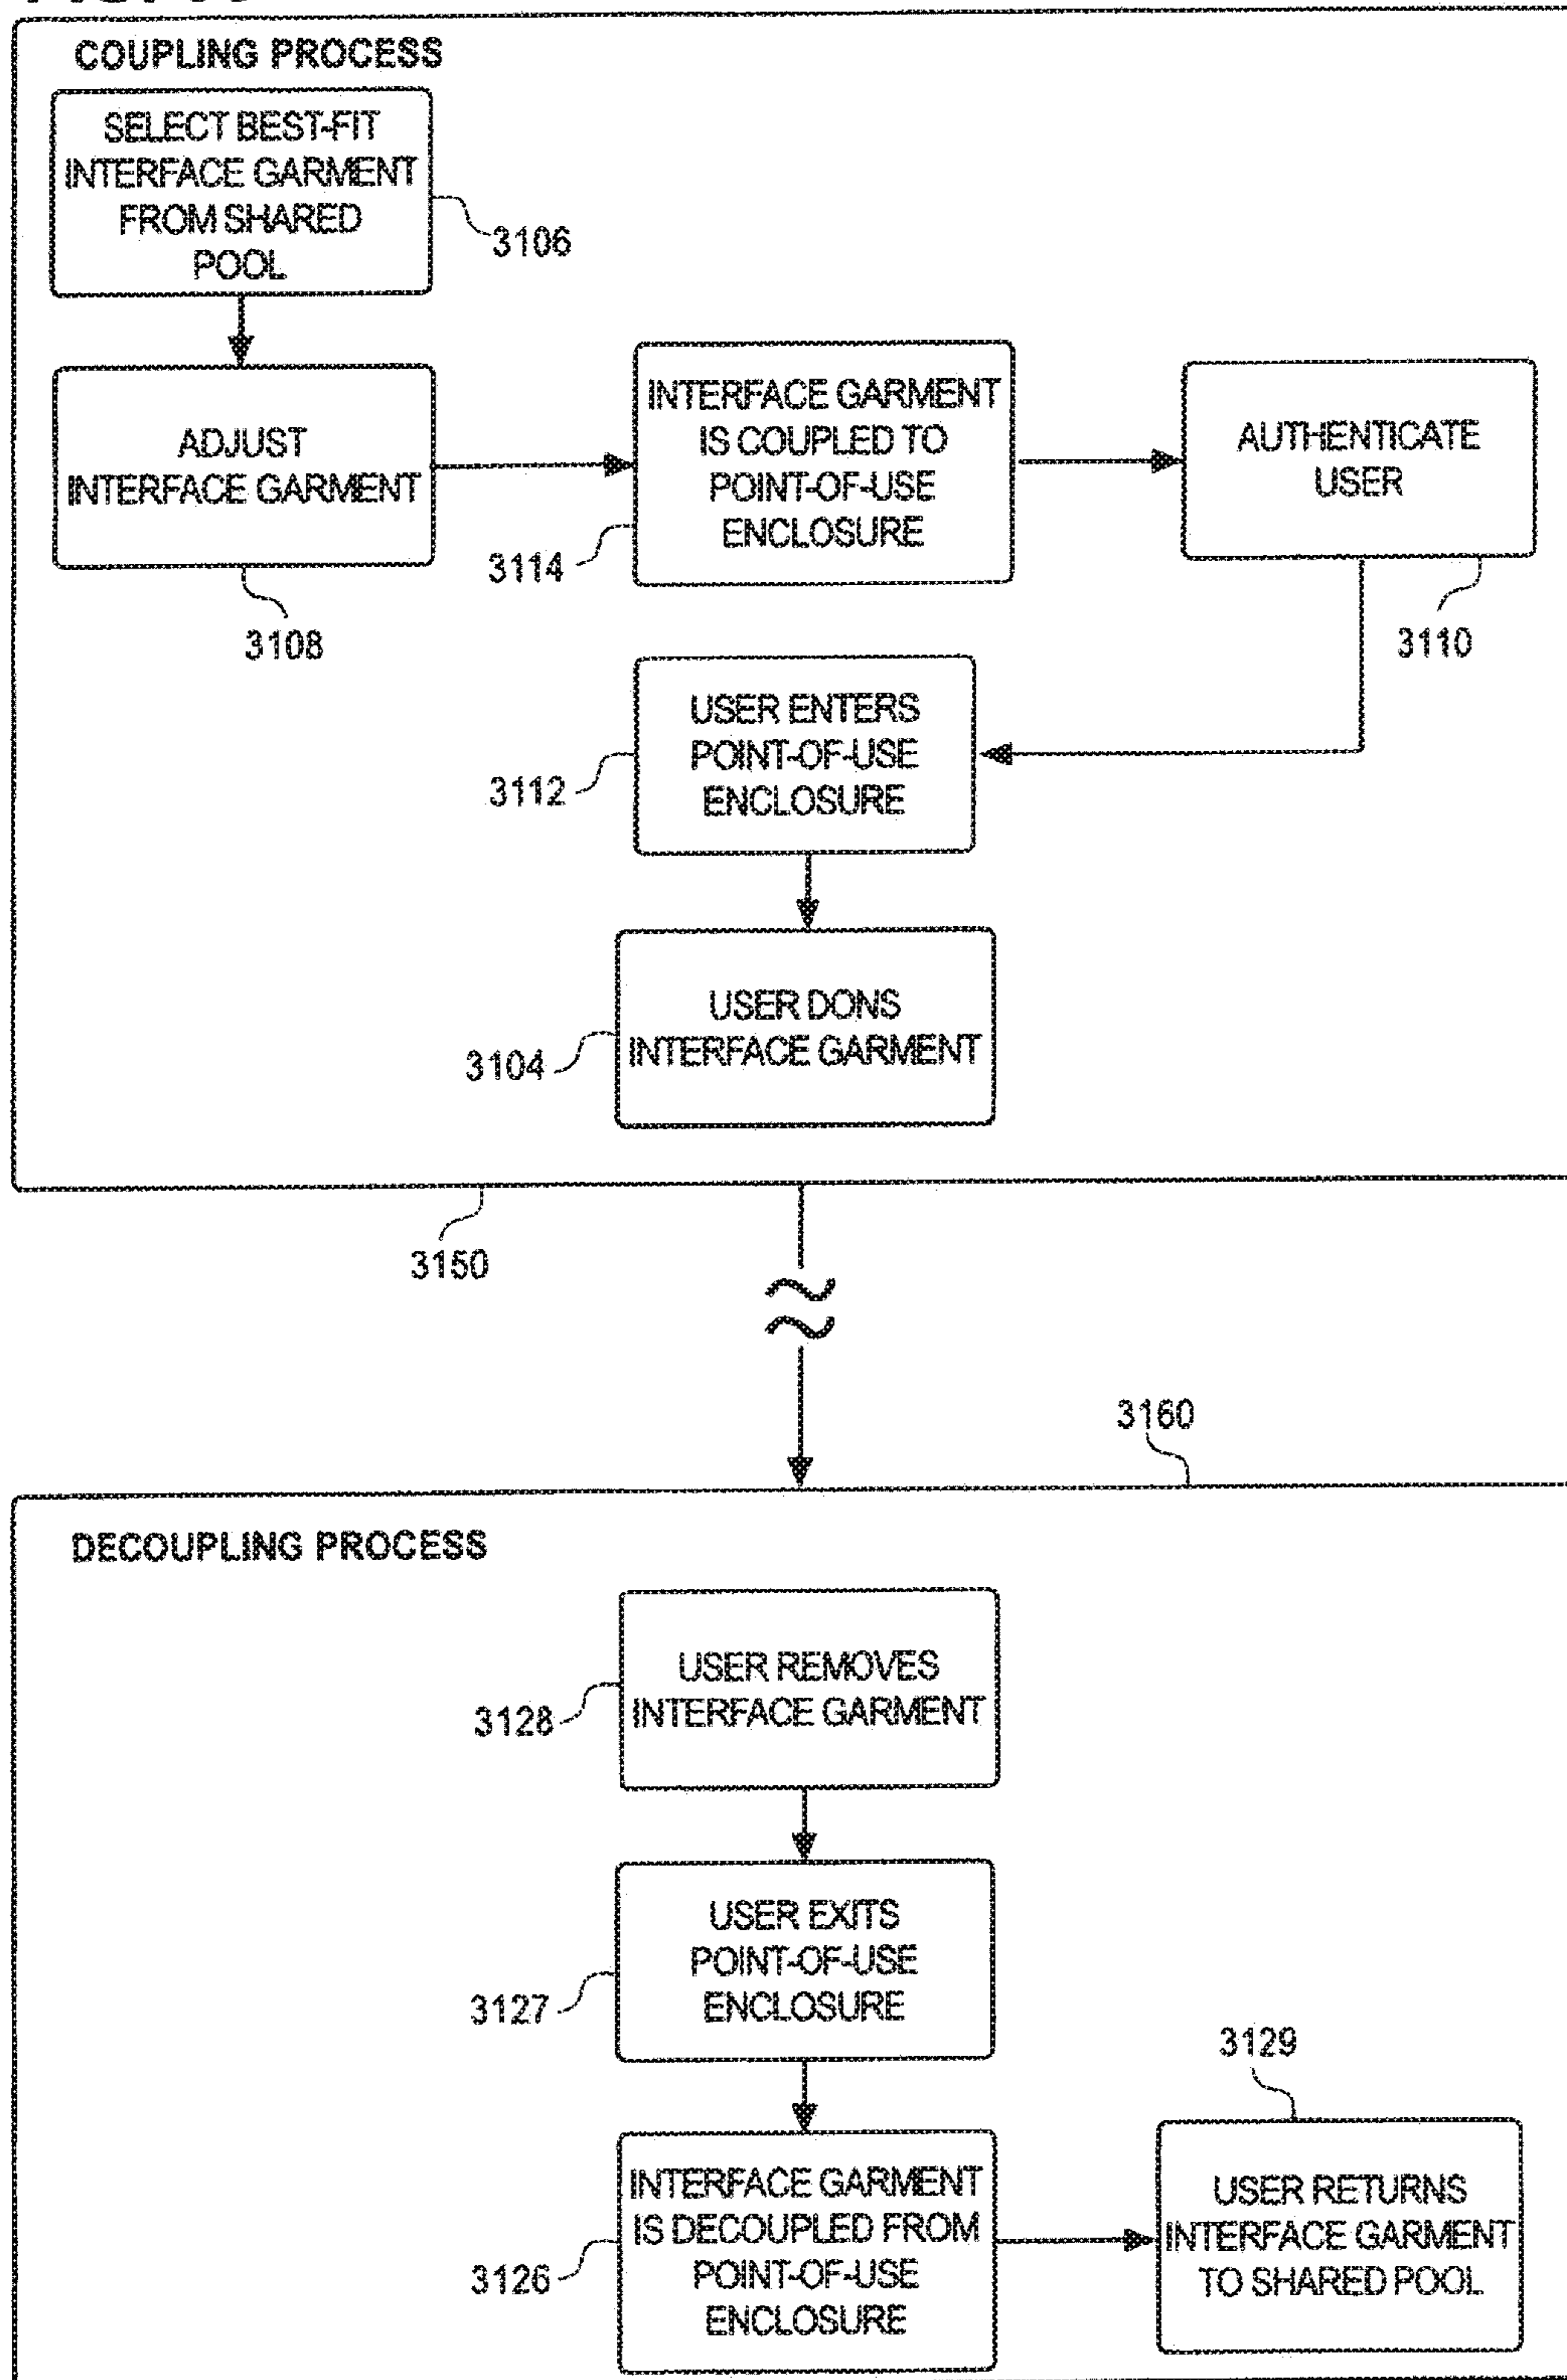 COUPLING PROCESS
SELECT BEST-FIT
INTERFACE GARMENT
FROM SHARED
POOL
3106
ADJUST
INTERFACE GARMENT
3108
INTERFACE GARMENT
IS COUPLED TO
POINT-OF-USE
ENCLOSURE
3114
AUTHENTICATE
USER
3110
USER ENTERS
POINT-OF-USE
ENCLOSURE
3112
USER DONS
INTERFACE GARMENT
3104
3150
3160
DECOUPLING PROCESS
USER REMOVES
INTERFACE GARMENT
3128
USER EXITS
POINT-OF-USE
ENCLOSURE
3127
INTERFACE GARMENT
IS DECOUPLED FROM
POINT-OF-USE
ENCLOSURE
3126
3129
USER RETURNS
INTERFACE GARMENT
TO SHARED POOL